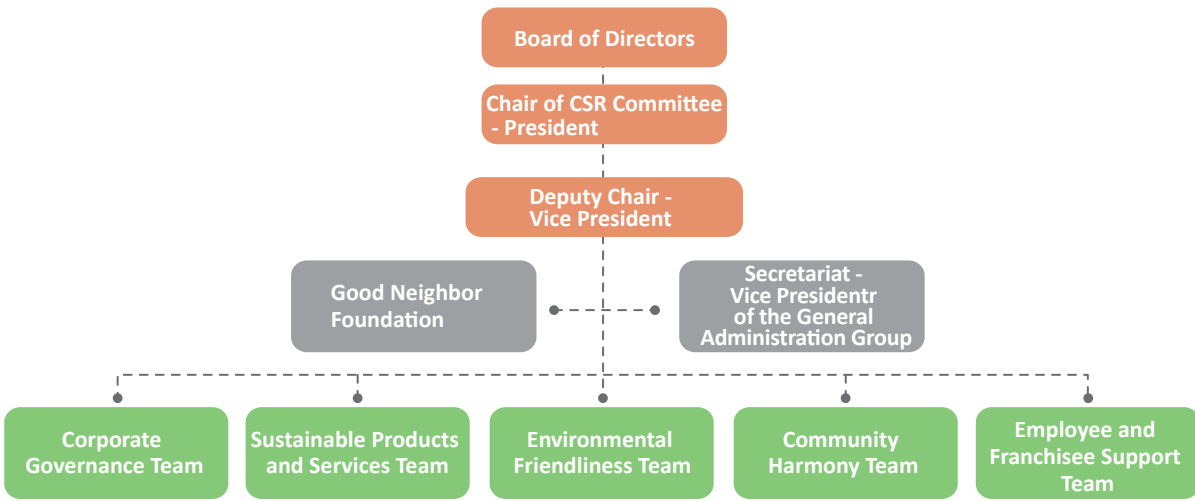 Board of Directors
Chair of CSR Committee
- President
Deputy Chair -
Vice President
Good Neighbor
Foundation
Secretariat -
Vice Presidentr
of the General
Administration Group
Corporate
Governance Team
Sustainable Products
and Services Team
Environmental
Friendliness Team
Community
Harmony Team
Employee and
Franchisee Support
Team